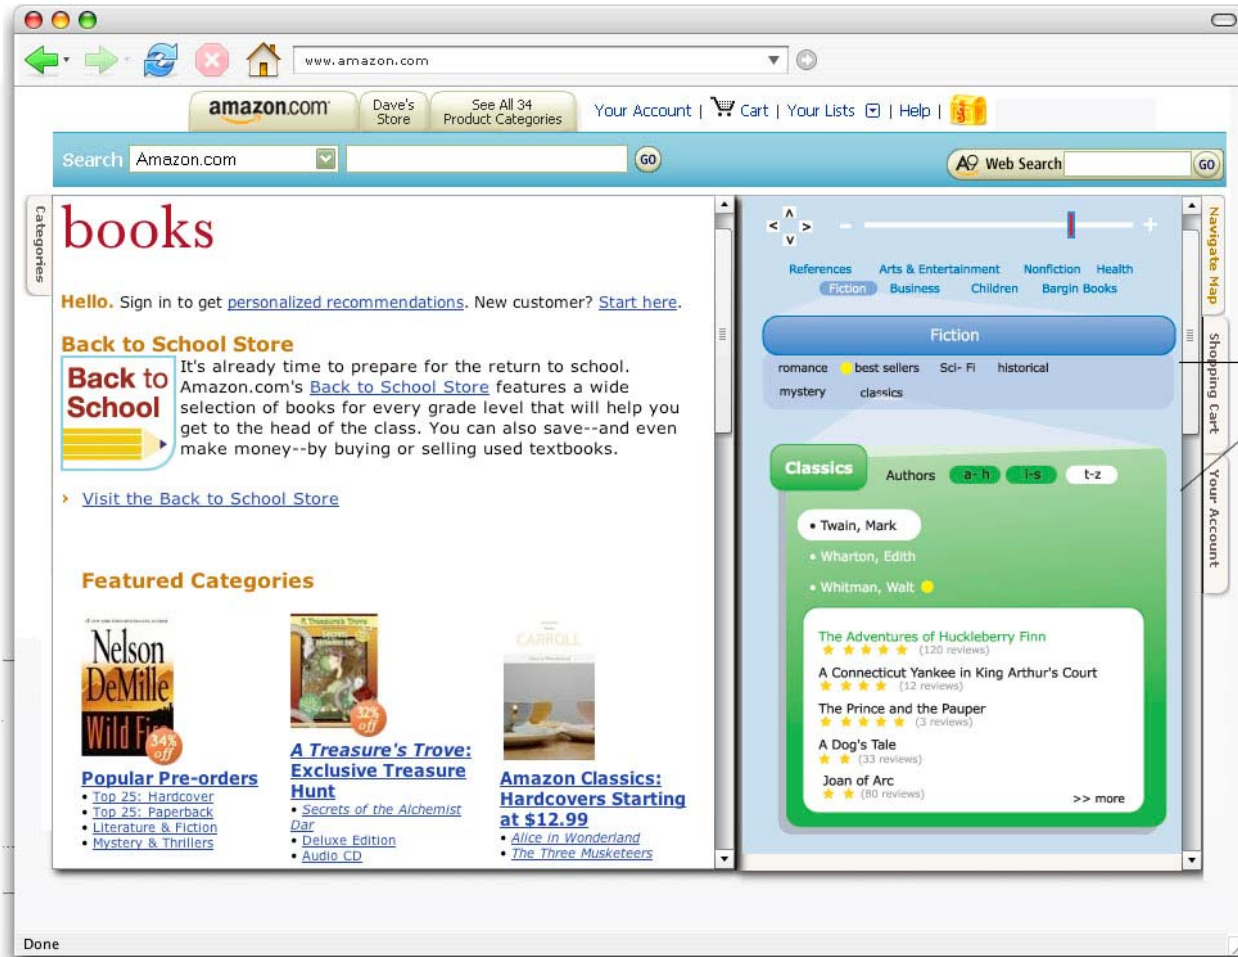 www.amazon.com
amazon.com
Dave's
Store
See All 34
Product Categories
Your Account | Cart | Your Lists | Help |
Search Amazon.com GO
A9 Web Search GO
Categories
books
Hello. Sign in to get personalized recommendations. New customer? Start here.
Back to School Store
Back to
School
It's already time to prepare for the return to school.
Amazon.com's Back to School Store features a wide
selection of books for every grade level that will help you
get to the head of the class. You can also save--and even
make money--by buying or selling used textbooks.
› Visit the Back to School Store
Featured Categories
Nelson
DeMille
Wild Fi
34%
off
Popular Pre-orders
• Top 25: Hardcover
• Top 25: Paperback
• Literature & Fiction
• Mystery & Thrillers
A Treasure's Trove
32%
off
A Treasure's Trove:
Exclusive Treasure
Hunt
• Secrets of the Alchemist
Dar
• Deluxe Edition
• Audio CD
CARROLL
Amazon Classics:
Hardcovers Starting
at $12.99
• Alice in Wonderland
• The Three Musketeers
References Arts & Entertainment Nonfiction Health
Fiction Business Children Bargin Books
Fiction
romance best sellers Sci- Fi historical
mystery classics
Classics Authors a- h i-s t-z
• Twain, Mark
• Wharton, Edith
• Whitman, Walt
The Adventures of Huckleberry Finn
(120 reviews)
A Connecticut Yankee in King Arthur's Court
(12 reviews)
The Prince and the Pauper
(3 reviews)
A Dog's Tale
(33 reviews)
Joan of Arc
(80 reviews)
>> more
Navigate Map
Shopping Cart
Your Account
Done